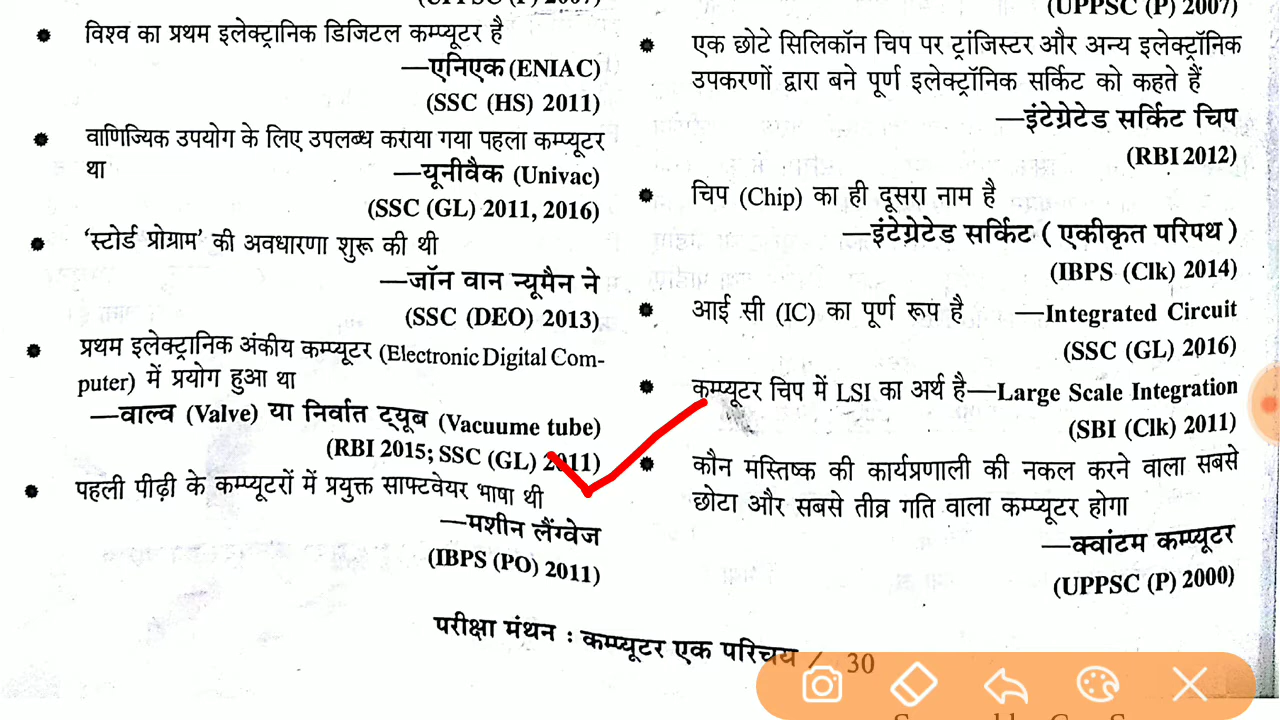 (UPPSC (P) 2007)
विश्व का प्रथम इलेक्ट्रानिक डिजिटल कम्प्यूटर है
—एनिएक (ENIAC)
(SSC (HS) 2011)
वाणिज्यिक उपयोग के लिए उपलब्ध कराया गया पहला कम्प्यूटर
था —यूनीवैक (Univac)
(SSC (GL) 2011, 2016)
‘स्टोर्ड प्रोग्राम’ की अवधारणा शुरू की थी
—जॉन वान न्यूमैन ने
(SSC (DEO) 2013)
प्रथम इलेक्ट्रानिक अंकीय कम्प्यूटर (Electronic Digital Com-
puter) में प्रयोग हुआ था
—वाल्व (Valve) या निर्वात ट्यूब (Vacuume tube)
(RBI 2015; SSC (GL) 2011)
पहली पीढ़ी के कम्प्यूटरों में प्रयुक्त साफ्टवेयर भाषा थी
—मशीन लैंग्वेज
(IBPS (PO) 2011)
(UPPSC (P) 2007)
एक छोटे सिलिकॉन चिप पर ट्रांजिस्टर और अन्य इलेक्ट्रॉनिक
उपकरणों द्वारा बने पूर्ण इलेक्ट्रॉनिक सर्किट को कहते हैं
—इंटेग्रेटेड सर्किट चिप
(RBI 2012)
चिप (Chip) का ही दूसरा नाम है
—इंटेग्रेटेड सर्किट ( एकीकृत परिपथ )
(IBPS (Clk) 2014)
आई सी (IC) का पूर्ण रूप है —Integrated Circuit
(SSC (GL) 2016)
कम्प्यूटर चिप में LSI का अर्थ है—Large Scale Integration
(SBI (Clk) 2011)
कौन मस्तिष्क की कार्यप्रणाली की नकल करने वाला सबसे
छोटा और सबसे तीव्र गति वाला कम्प्यूटर होगा
—क्वांटम कम्प्यूटर
(UPPSC (P) 2000)
परीक्षा मंथन : कम्प्यूटर एक परिचय / 30